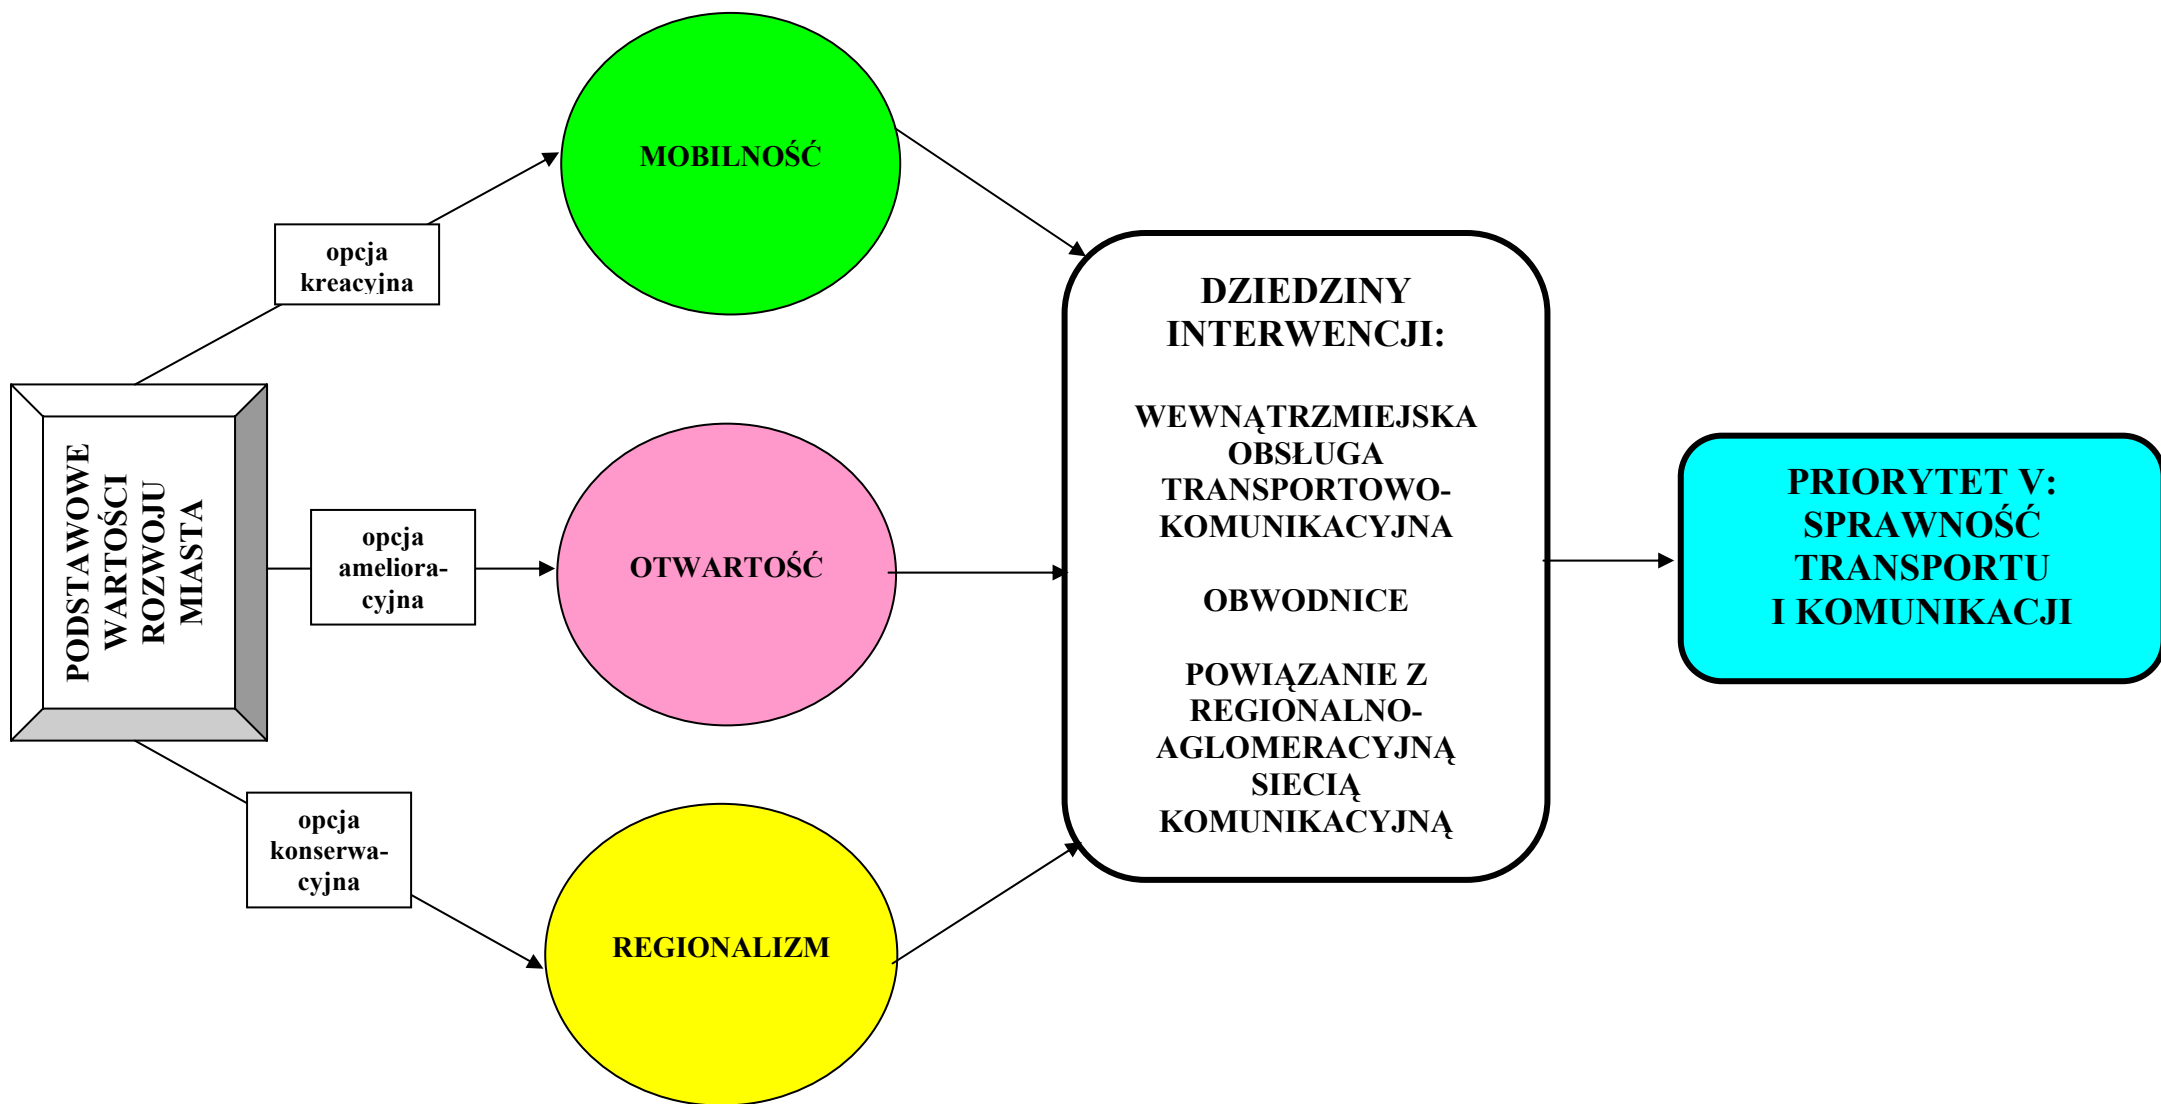 PODSTAWOWE
WARTOŚCI
ROZWOJU
MIASTA
opcja
kreacyjna
opcja
ameliora-
cyjna
opcja
konserwa-
cyjna
MOBILNOŚĆ
OTWARTOŚĆ
REGIONALIZM
DZIEDZINY
INTERWENCJI:
WEWNĄTRZMIEJSKA
OBSŁUGA
TRANSPORTOWO-
KOMUNIKACYJNA
OBWODNICE
POWIĄZANIE Z
REGIONALNO-
AGLOMERACYJNĄ
SIECIĄ
KOMUNIKACYJNĄ
PRIORYTET V:
SPRAWNOŚĆ
TRANSPORTU
I KOMUNIKACJI